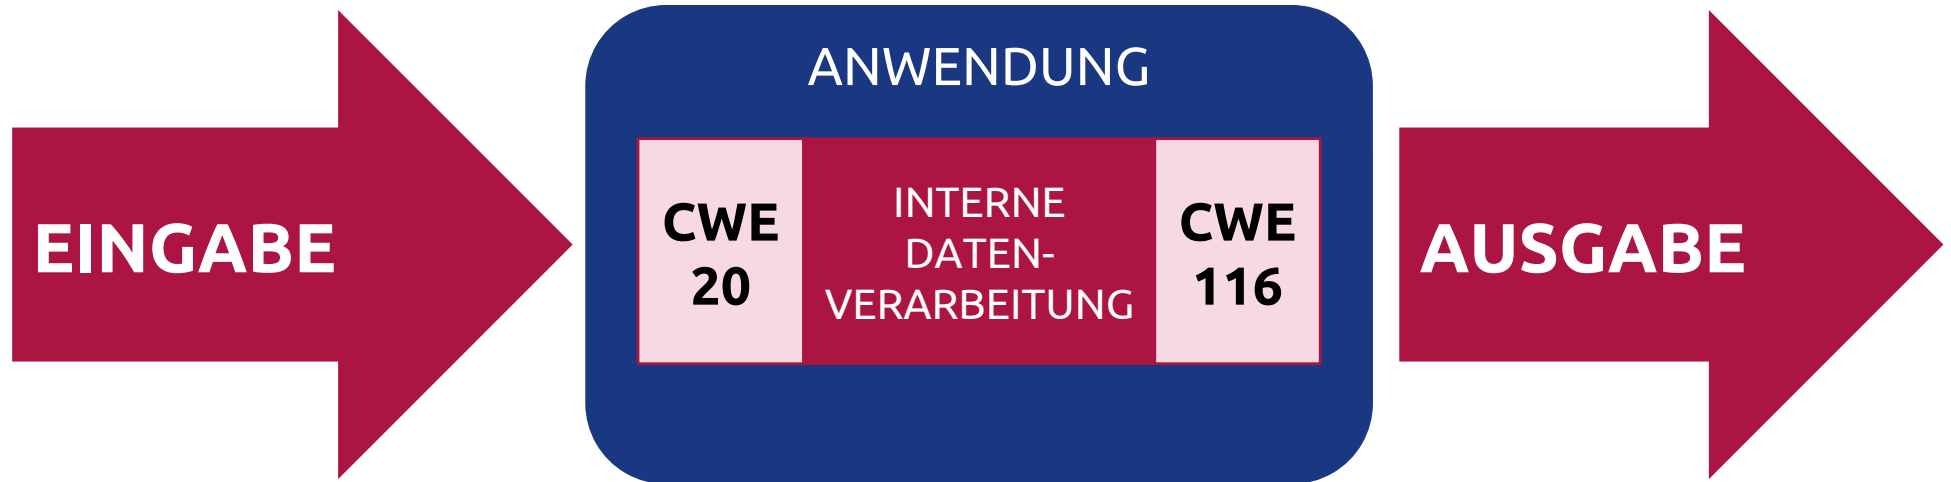 EINGABE
ANWENDUNG
CWE
20
INTERNE
DATEN-
VERARBEITUNG
CWE
116
AUSGABE